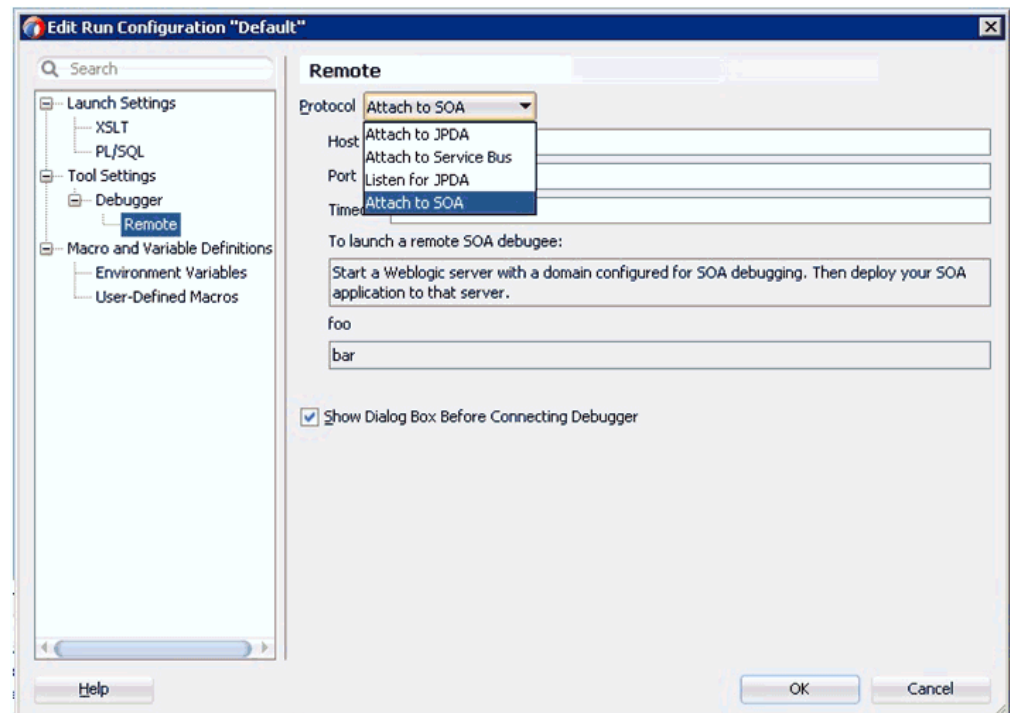 Edit Run Configuration "Default"
Search
Launch Settings
XSLT
PL/SQL
Tool Settings
Debugger
Remote
Macro and Variable Definitions
Environment Variables
User-Defined Macros
Remote
Protocol Attach to SOA
Attach to JPDA
Attach to Service Bus
Listen for JPDA
Attach to SOA
Host
Port
To launch a remote SOA debugee:
Start a Weblogic server with a domain configured for SOA debugging. Then deploy your SOA
application to that server.
foo
bar
Show Dialog Box Before Connecting Debugger
Help
OK
Cancel